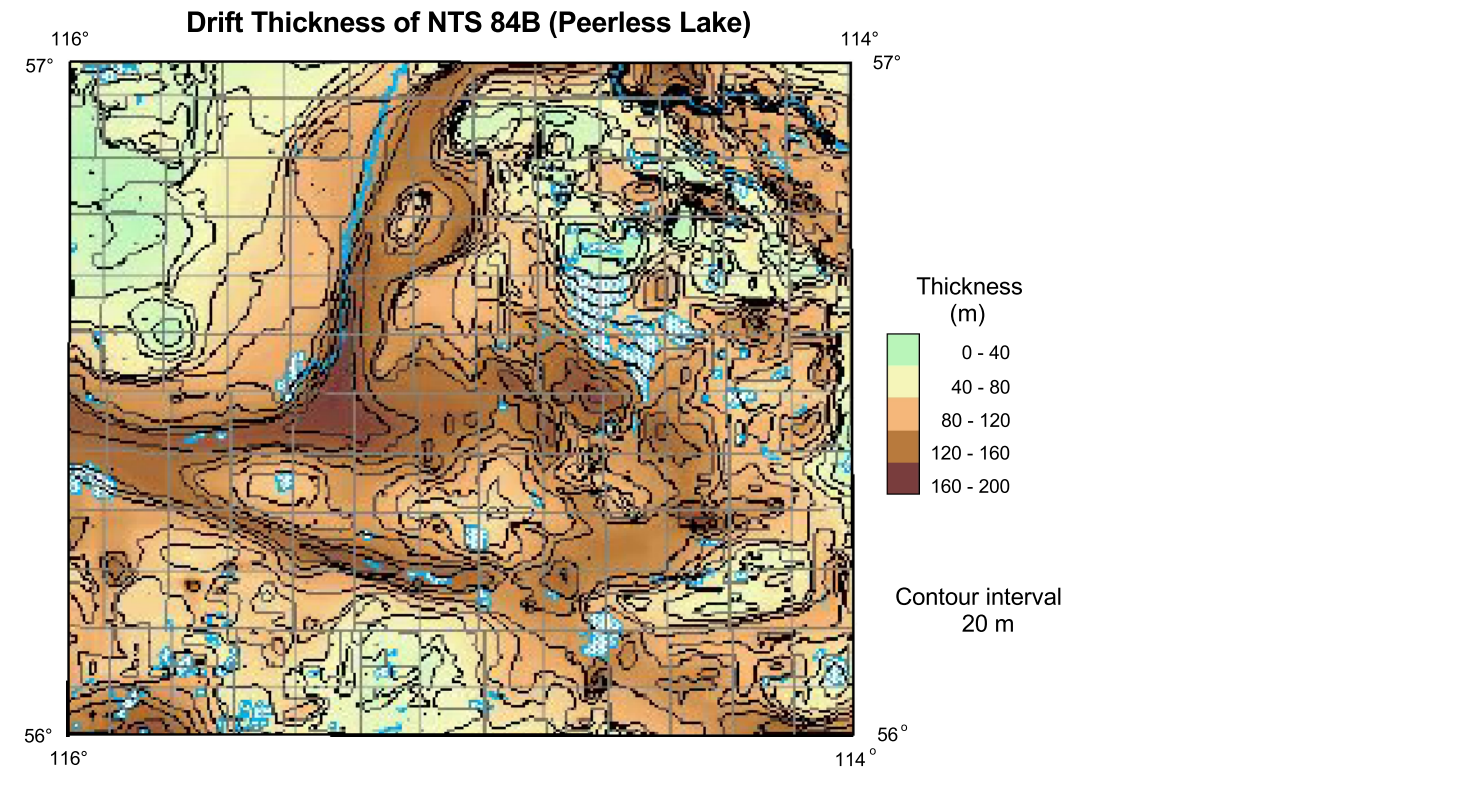 Drift Thickness of NTS 84B (Peerless Lake)
116° 114°
57° 57°
Thickness
(m)
0 - 40
40 - 80
80 - 120
120 - 160
160 - 200
Contour interval
20 m
56° 56°
116° 114°